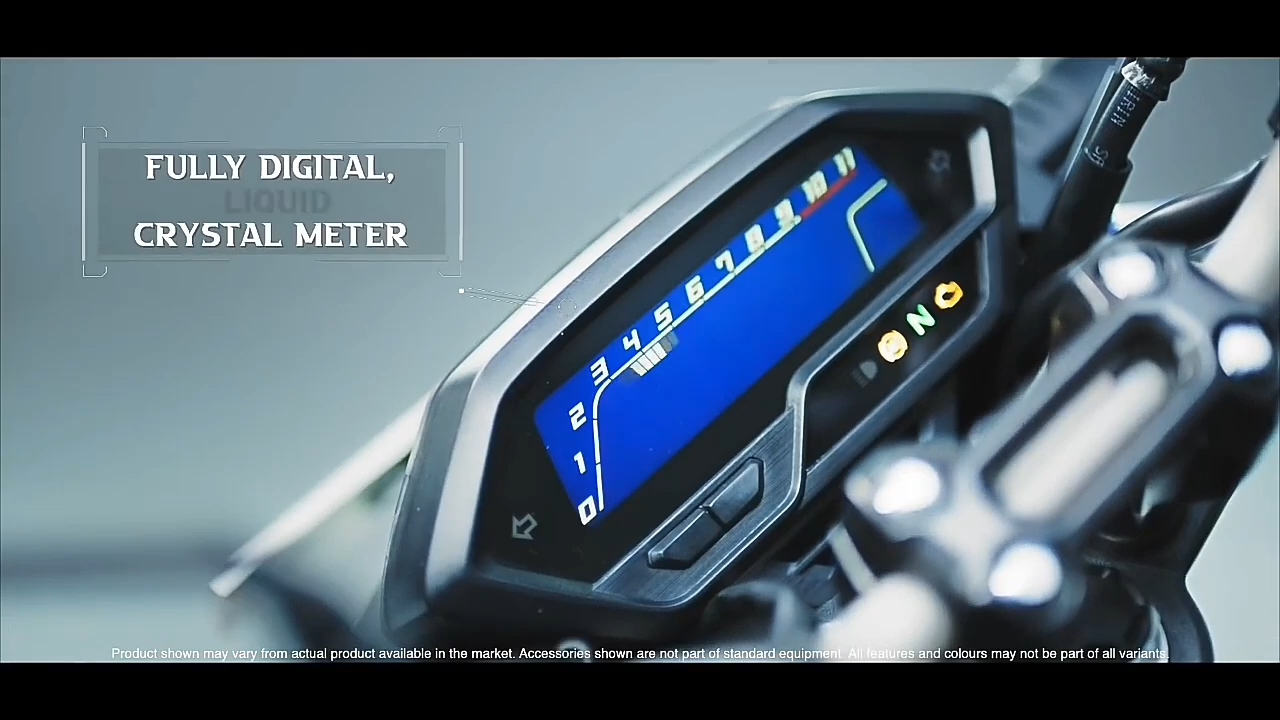 FULLY DIGITAL,
LIQUID
CRYSTAL METER
11
10
9
8
7
6
5
4
3
2
1
0
N
Product shown may vary from actual product available in the market. Accessories shown are not part of standard equipment. All features and colours may not be part of all variants.